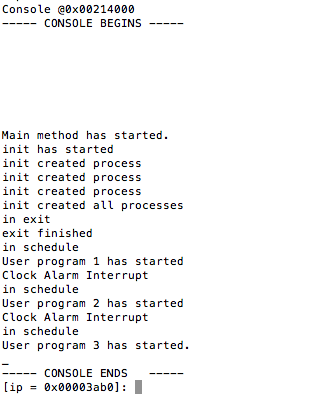 Console @0x00214000
----- CONSOLE BEGINS -----
Main method has started.
init has started
init created process
init created process
init created process
init created all processes
in exit
exit finished
in schedule
User program 1 has started
Clock Alarm Interrupt
in schedule
User program 2 has started
Clock Alarm Interrupt
in schedule
User program 3 has started.
_
----- CONSOLE ENDS   -----
[ip = 0x00003ab0]: